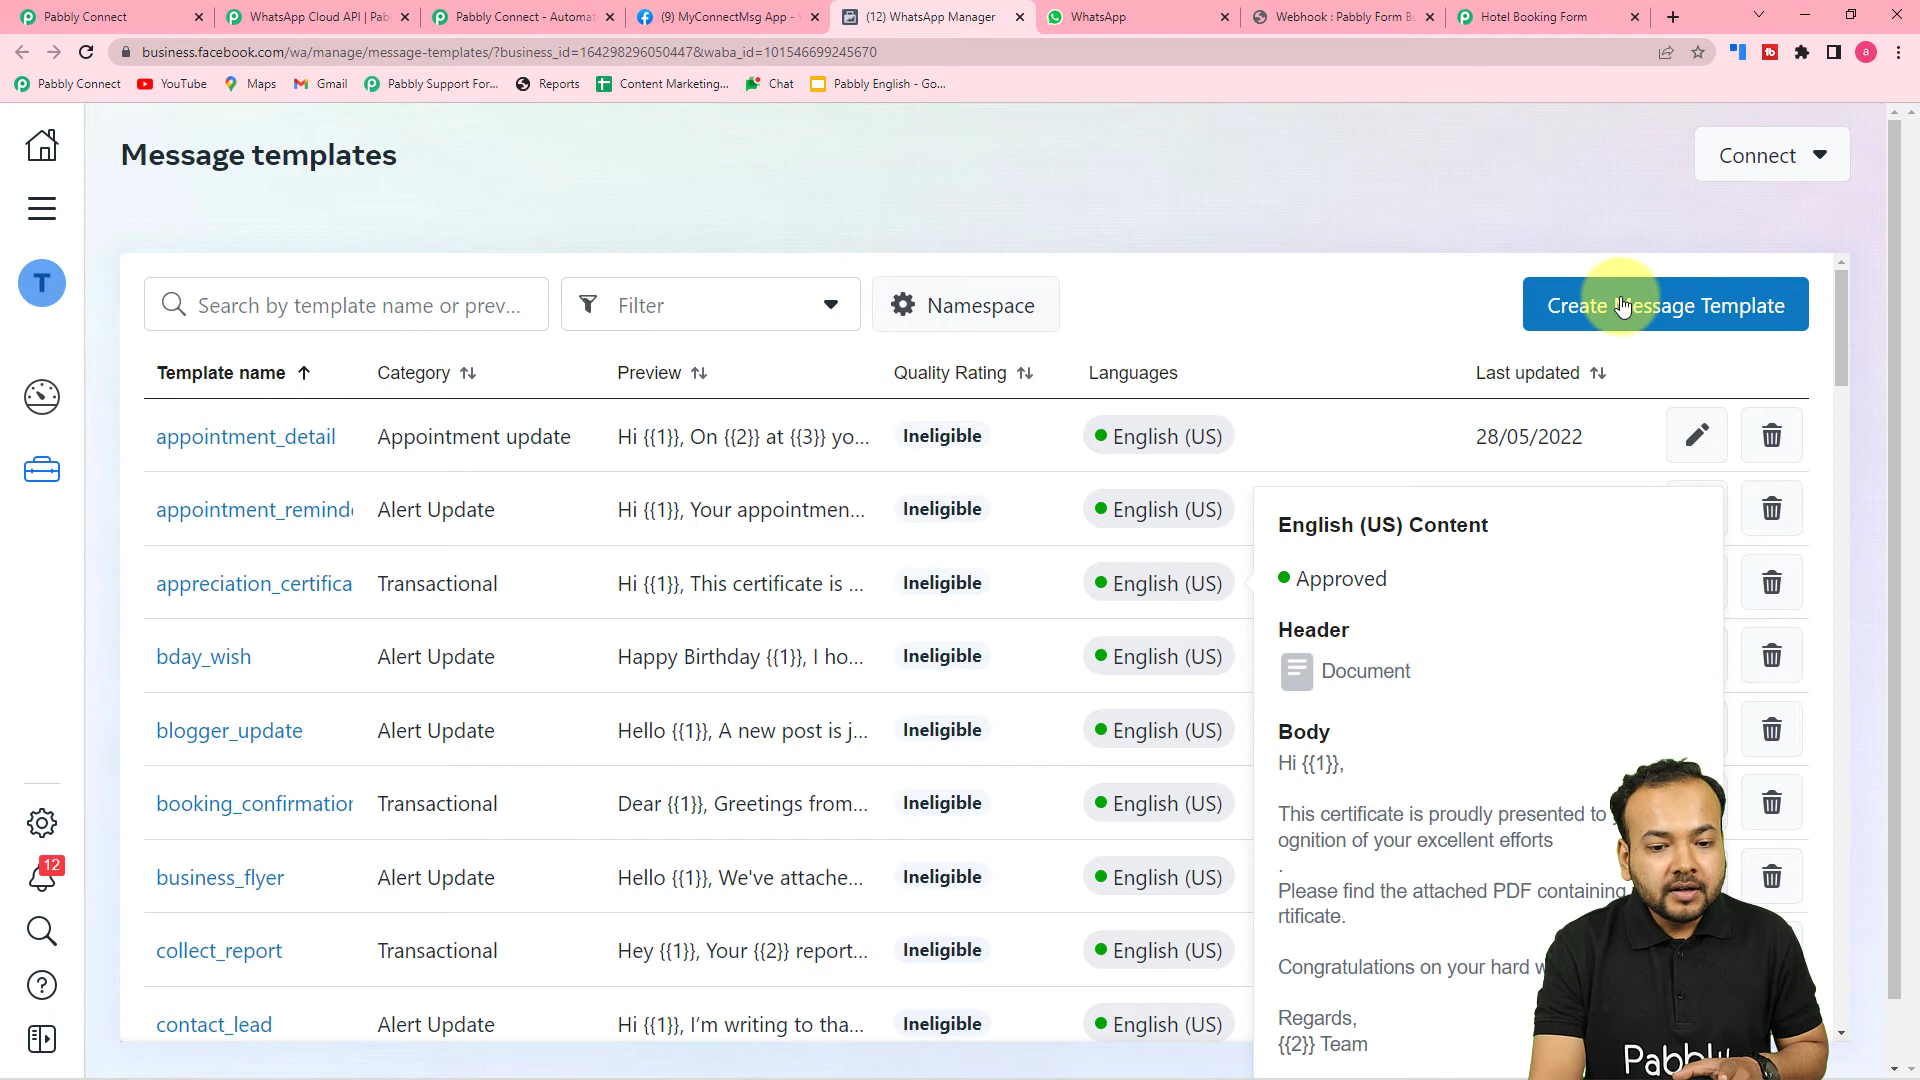 Pabbly Connect
WhatsApp Cloud API | Pab
Pabbly Connect - Automat
(9) MyConnectMsg App -
(12) WhatsApp Manager
WhatsApp
Webhook : Pabbly Form B
Hotel Booking Form
business.facebook.com/wa/manage/message-templates/?business_id=164298296050447&waba_id=101546699245670
a
Pabbly Connect
YouTube
Maps
Gmail
Pabbly Support For...
Reports
Content Marketing...
Chat
Pabbly English - Go...
Message templates
Connect
T
Search by template name or prev...
Filter
Namespace
Create Message Template
Template name
Category
Preview
Quality Rating
Languages
Last updated
appointment_detail
Appointment update
Hi {{1}}, On {{2}} at {{3}} yo...
Ineligible
English (US)
28/05/2022
appointment_reminde
Alert Update
Hi {{1}}, Your appointmen...
Ineligible
English (US)
appreciation_certifica
Transactional
Hi {{1}}, This certificate is ...
Ineligible
English (US)
bday_wish
Alert Update
Happy Birthday {{1}}, I ho...
Ineligible
English (US)
blogger_update
Alert Update
Hello {{1}}, A new post is j...
Ineligible
English (US)
booking_confirmation
Transactional
Dear {{1}}, Greetings from...
Ineligible
English (US)
business_flyer
Alert Update
Hello {{1}}, We've attache...
Ineligible
English (US)
collect_report
Transactional
Hey {{1}}, Your {{2}} report...
Ineligible
English (US)
contact_lead
Alert Update
Hi {{1}}, I'm writing to tha...
Ineligible
English (US)
12
English (US) Content
Approved
Header
Document
Body
Hi {{1}},
This certificate is proudly presented to
ognition of your excellent efforts
.
Please find the attached PDF containing
rtificate.
Congratulations on your hard w
Regards,
{{2}} Team
Pabbly